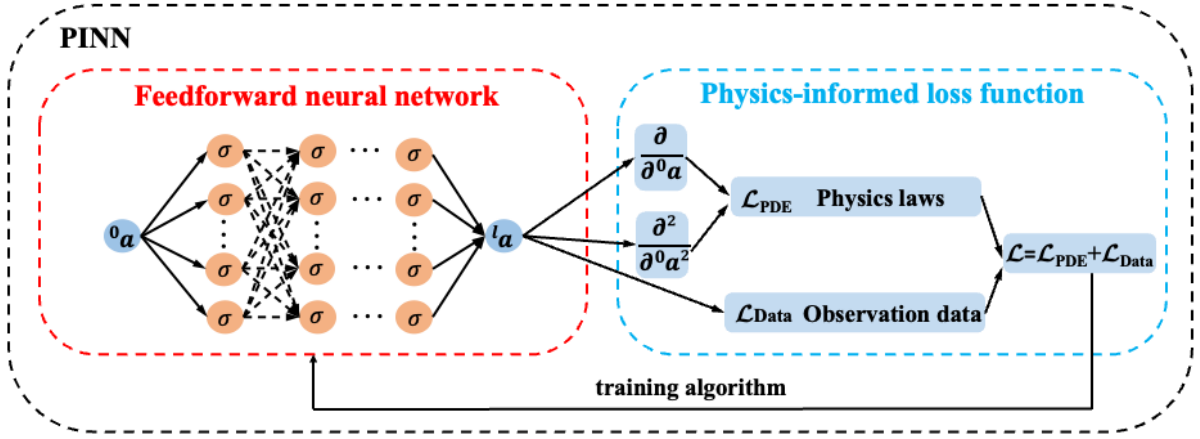 PINN
Feedforward neural network
Physics-informed loss function
σ σ ··· σ
σ σ ··· σ
⁰a
⋮ ⋮ ⋮
ˡa
σ σ ··· σ
σ σ ··· σ
∂
∂⁰a
∂²
∂⁰a²
ℒPDE Physics laws
ℒData Observation data
ℒ=ℒPDE+ℒData
training algorithm